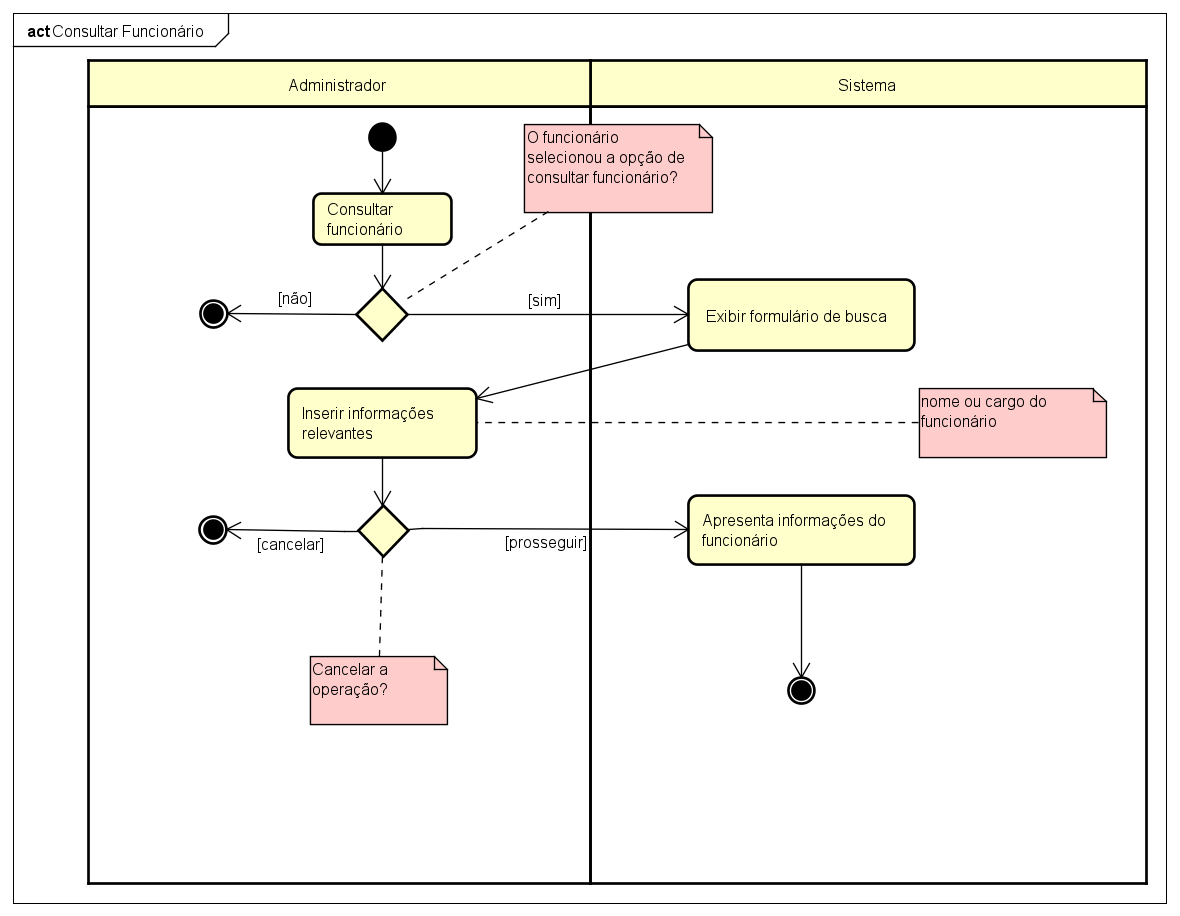 act Consultar Funcionário
Administrador
Sistema
O funcionário
selecionou a opção de
consultar funcionário?
Consultar
funcionário
[não]
[sim]
Exibir formulário de busca
Inserir informações
relevantes
nome ou cargo do
funcionário
Apresenta informações do
funcionário
[cancelar]
[prosseguir]
Cancelar a
operação?